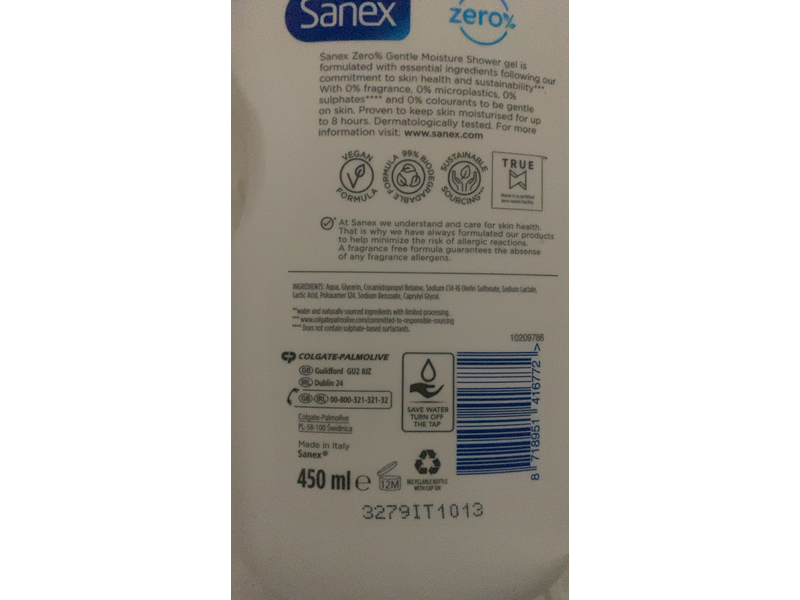 Sanex
zero%
Sanex Zero% Gentle Moisture Shower gel is
formulated with essential ingredients following our
commitment to skin health and sustainability***.
With 0% fragrance, 0% microplastics, 0%
sulphates**** and 0% colourants to be gentle
on skin. Proven to keep skin moisturised for up
to 8 hours. Dermatologically tested. For more
information visit: www.sanex.com
VEGAN FORMULA
99% BIODEGRADABLE FORMULA
SUSTAINABLE SOURCING***
TRUE
Made in a certified
zero waste facility
At Sanex we understand and care for skin health.
That is why we have always formulated our products
to help minimize the risk of allergic reactions.
A fragrance free formula guarantees the absense
of any fragrance allergens.
INGREDIENTS: Aqua, Glycerin, Cocamidopropyl Betaine, Sodium C14-16 Olefin Sulfonate, Sodium Lactate,
Lactic Acid, Poloxamer 124, Sodium Benzoate, Caprylyl Glycol.
**water and naturally sourced ingredients with limited processing.
*** www.colgatepalmolive.com/committed-to-responsible-sourcing
**** Does not contain sulphate-based surfactants.
10209786
COLGATE-PALMOLIVE
GB Guildford GU2 8JZ
IRL Dublin 24
GB IRL 00-800-321-321-32
Colgate-Palmolive
PL-58-100 Świdnica
Made in Italy
Sanex®
SAVE WATER
TURN OFF
THE TAP
450 ml e
12M
RECYCLABLE BOTTLE
WITH CAP ON
8 718951 416772 >
3279IT1013